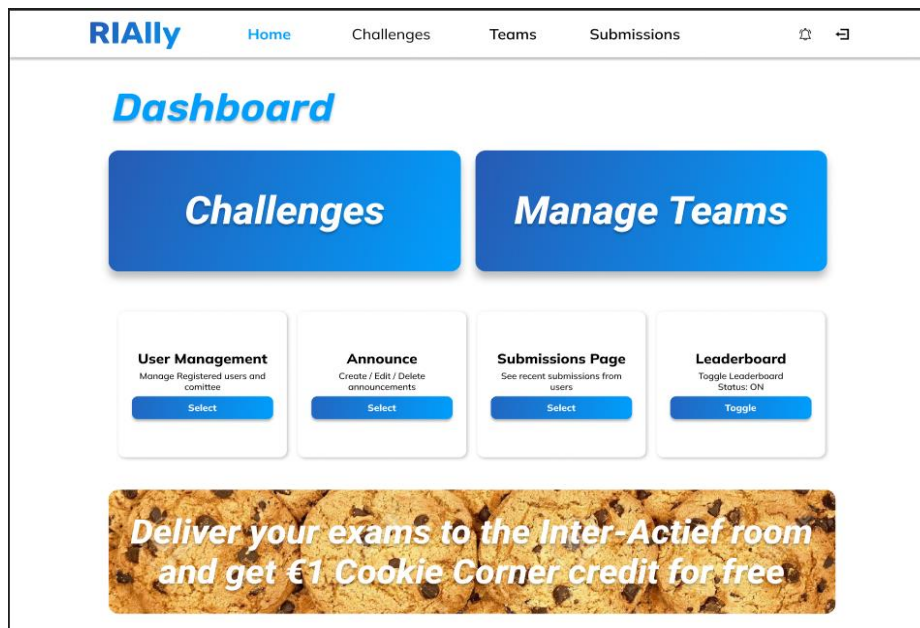 RIAlly
Home
Challenges
Teams
Submissions
Dashboard
Challenges
Manage Teams
User Management
Manage Registered users and
comittee
Select
Announce
Create / Edit / Delete
announcements
Select
Submissions Page
See recent submissions from
users
Select
Leaderboard
Toggle Leaderboard
Status: ON
Toggle
Deliver your exams to the Inter-Actief room
and get €1 Cookie Corner credit for free